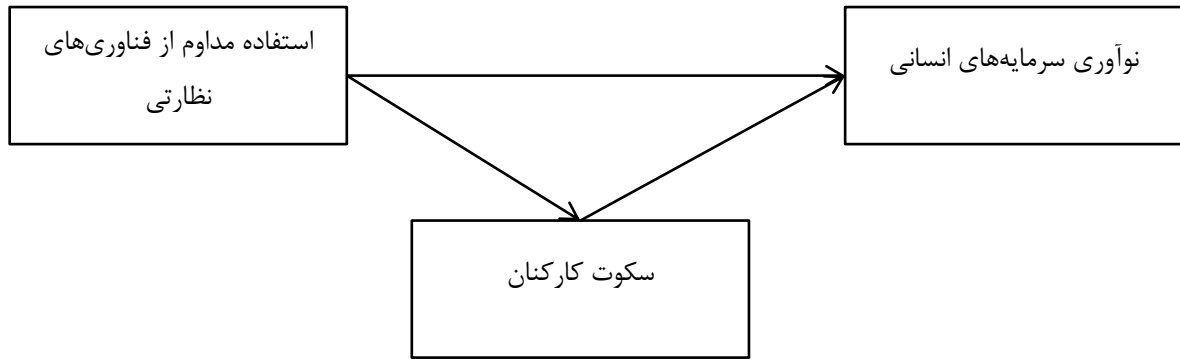 استفاده مداوم از فناوری‌های
نظارتی
نوآوری سرمایه‌های انسانی
سکوت کارکنان